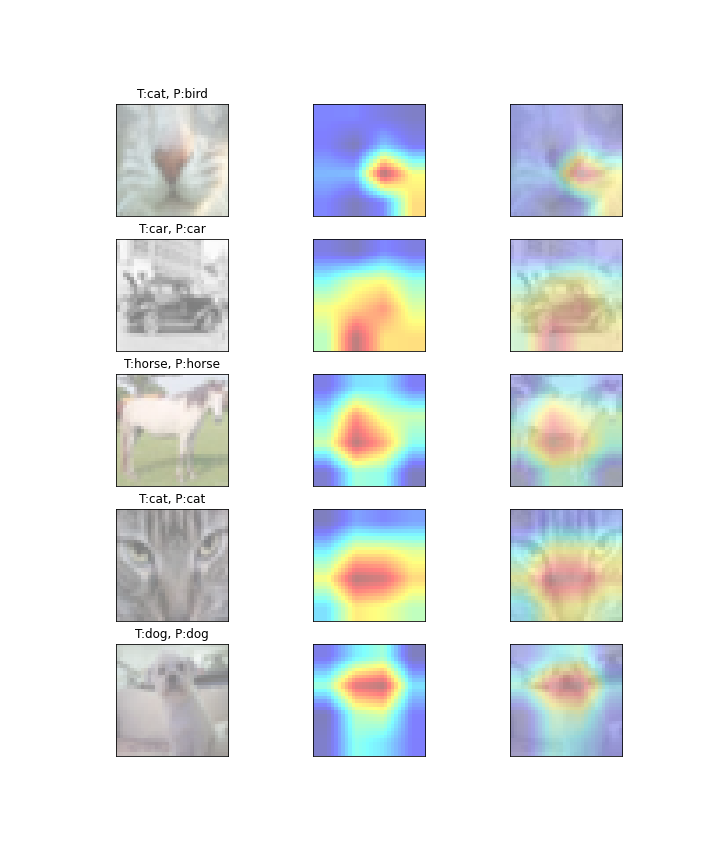 T:cat, P:bird
T:car, P:car
T:horse, P:horse
T:cat, P:cat
T:dog, P:dog